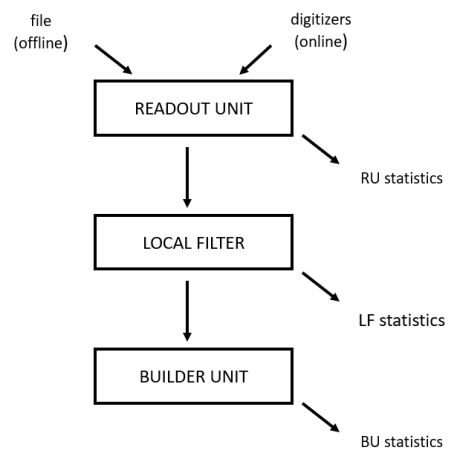 file
(offline)
digitizers
(online)
READOUT UNIT
RU statistics
LOCAL FILTER
LF statistics
BUILDER UNIT
BU statistics